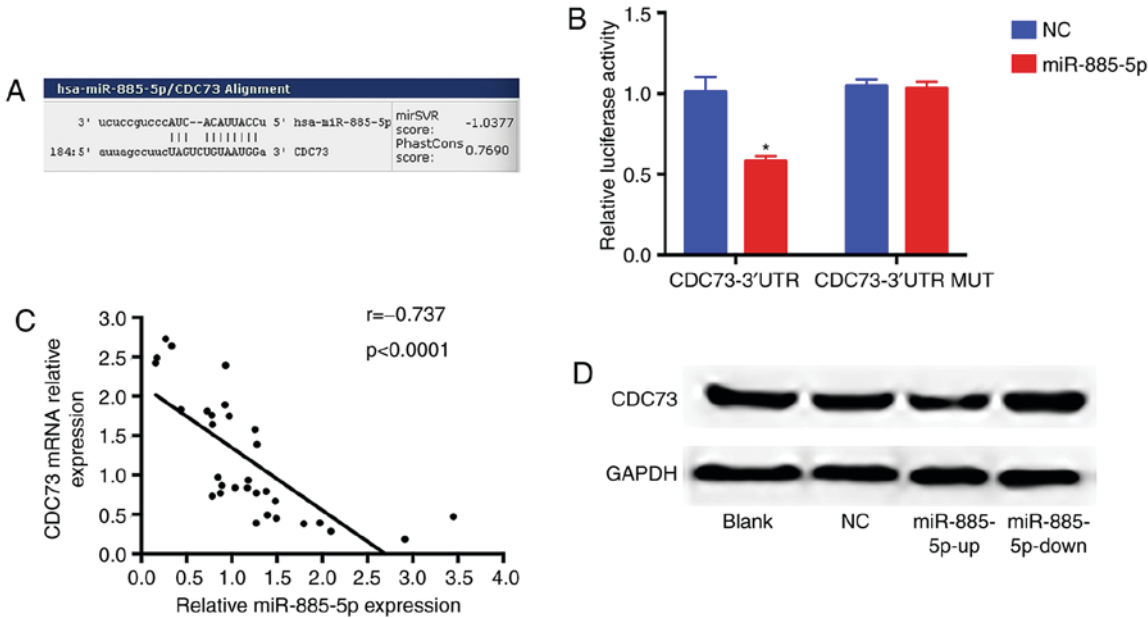 A
hsa-miR-885-5p/CDC73 Alignment
3' ucuccgucccAUC--ACAUUACCu 5' hsa-miR-885-5p
184:5' auuagccuucUAGUCUGUAAUGGa 3' CDC73
mirSVR
score: -1.0377
PhastCons
score: 0.7690
B
Relative luciferase activity
1.5
1.0
0.5
0.0
*
CDC73-3′UTR CDC73-3′UTR MUT
NC
miR-885-5p
C
CDC73 mRNA relative
expression
3.0
2.5
2.0
1.5
1.0
0.5
0.0
r=−0.737
p<0.0001
0.0 0.5 1.0 1.5 2.0 2.5 3.0 3.5 4.0
Relative miR-885-5p expression
D
CDC73
GAPDH
Blank NC miR-885- miR-885-
5p-up 5p-down